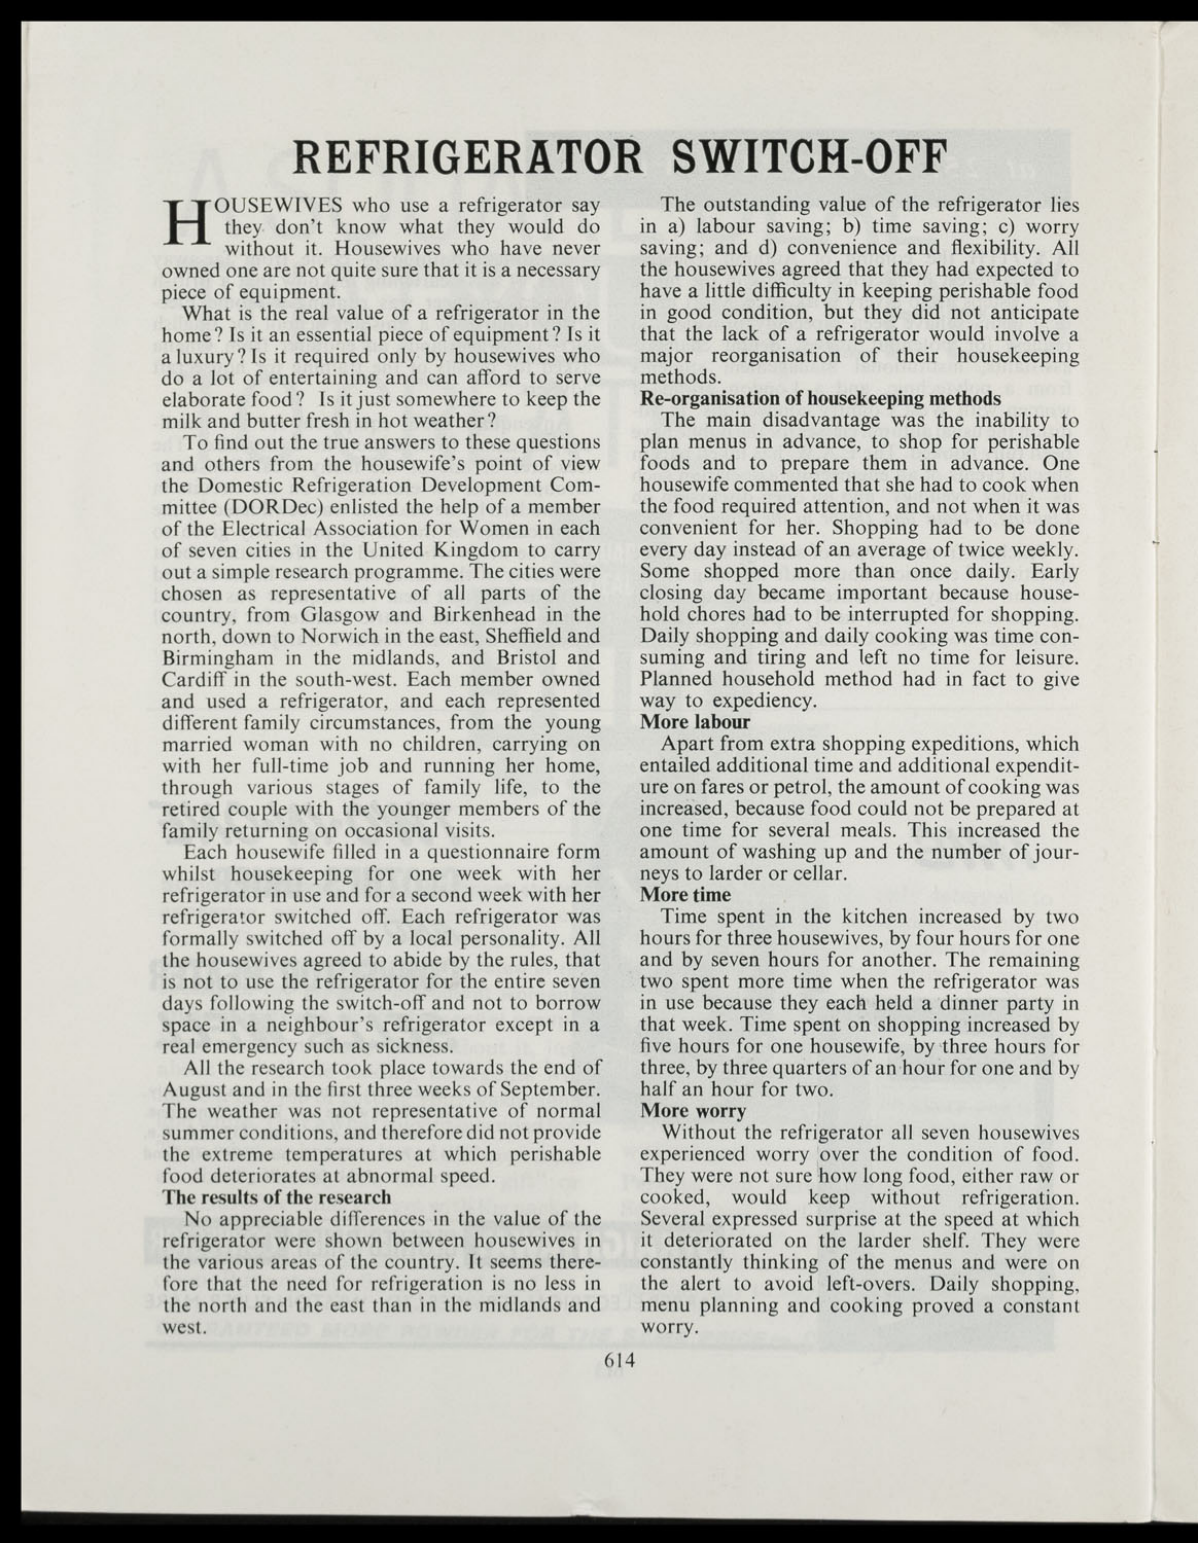 REFRIGERATOR SWITCH-OFF
HOUSEWIVES who use a refrigerator say
they don't know what they would do
without it. Housewives who have never
owned one are not quite sure that it is a necessary
piece of equipment.
What is the real value of a refrigerator in the
home? Is it an essential piece of equipment? Is it
a luxury? Is it required only by housewives who
do a lot of entertaining and can afford to serve
elaborate food? Is it just somewhere to keep the
milk and butter fresh in hot weather?
To find out the true answers to these questions
and others from the housewife's point of view
the Domestic Refrigeration Development Com-
mittee (DORDec) enlisted the help of a member
of the Electrical Association for Women in each
of seven cities in the United Kingdom to carry
out a simple research programme. The cities were
chosen as representative of all parts of the
country, from Glasgow and Birkenhead in the
north, down to Norwich in the east, Sheffield and
Birmingham in the midlands, and Bristol and
Cardiff in the south-west. Each member owned
and used a refrigerator, and each represented
different family circumstances, from the young
married woman with no children, carrying on
with her full-time job and running her home,
through various stages of family life, to the
retired couple with the younger members of the
family returning on occasional visits.
Each housewife filled in a questionnaire form
whilst housekeeping for one week with her
refrigerator in use and for a second week with her
refrigerator switched off. Each refrigerator was
formally switched off by a local personality. All
the housewives agreed to abide by the rules, that
is not to use the refrigerator for the entire seven
days following the switch-off and not to borrow
space in a neighbour's refrigerator except in a
real emergency such as sickness.
All the research took place towards the end of
August and in the first three weeks of September.
The weather was not representative of normal
summer conditions, and therefore did not provide
the extreme temperatures at which perishable
food deteriorates at abnormal speed.
The results of the research
No appreciable differences in the value of the
refrigerator were shown between housewives in
the various areas of the country. It seems there-
fore that the need for refrigeration is no less in
the north and the east than in the midlands and
west.
The outstanding value of the refrigerator lies
in a) labour saving; b) time saving; c) worry
saving; and d) convenience and flexibility. All
the housewives agreed that they had expected to
have a little difficulty in keeping perishable food
in good condition, but they did not anticipate
that the lack of a refrigerator would involve a
major reorganisation of their housekeeping
methods.
Re-organisation of housekeeping methods
The main disadvantage was the inability to
plan menus in advance, to shop for perishable
foods and to prepare them in advance. One
housewife commented that she had to cook when
the food required attention, and not when it was
convenient for her. Shopping had to be done
every day instead of an average of twice weekly.
Some shopped more than once daily. Early
closing day became important because house-
hold chores had to be interrupted for shopping.
Daily shopping and daily cooking was time con-
suming and tiring and left no time for leisure.
Planned household method had in fact to give
way to expediency.
More labour
Apart from extra shopping expeditions, which
entailed additional time and additional expendit-
ure on fares or petrol, the amount of cooking was
increased, because food could not be prepared at
one time for several meals. This increased the
amount of washing up and the number of jour-
neys to larder or cellar.
More time
Time spent in the kitchen increased by two
hours for three housewives, by four hours for one
and by seven hours for another. The remaining
two spent more time when the refrigerator was
in use because they each held a dinner party in
that week. Time spent on shopping increased by
five hours for one housewife, by three hours for
three, by three quarters of an hour for one and by
half an hour for two.
More worry
Without the refrigerator all seven housewives
experienced worry over the condition of food.
They were not sure how long food, either raw or
cooked, would keep without refrigeration.
Several expressed surprise at the speed at which
it deteriorated on the larder shelf. They were
constantly thinking of the menus and were on
the alert to avoid left-overs. Daily shopping,
menu planning and cooking proved a constant
worry.
614